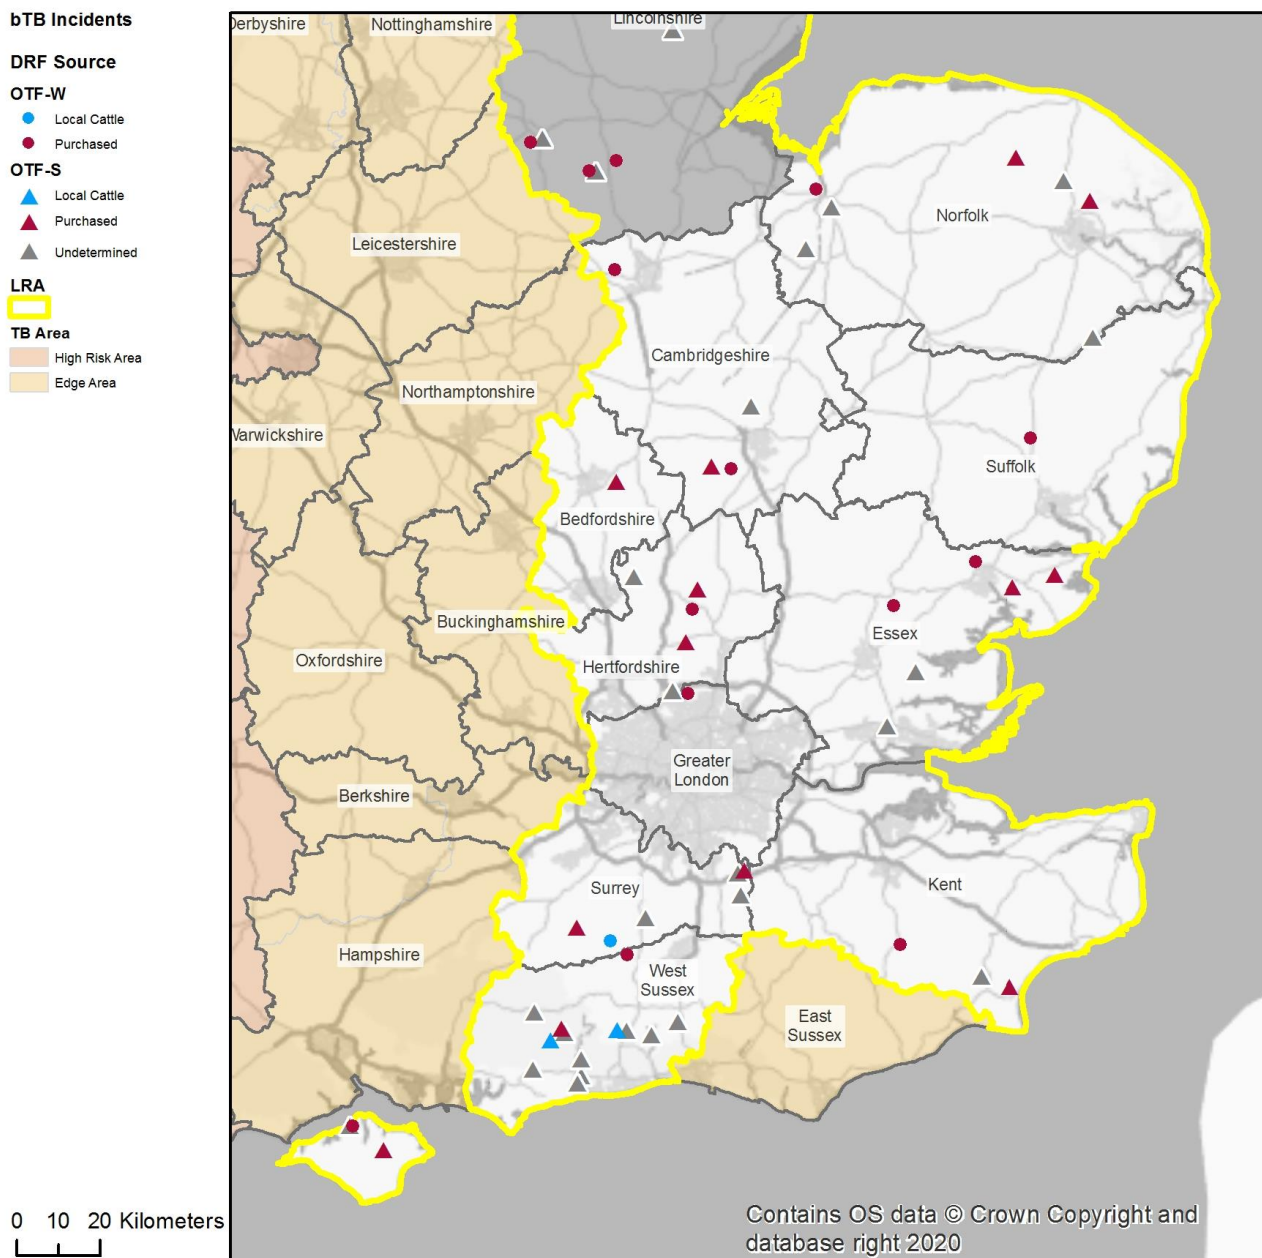 bTB Incidents
DRF Source
OTF-W
Local Cattle
Purchased
OTF-S
Local Cattle
Purchased
Undetermined
LRA
TB Area
High Risk Area
Edge Area
0 10 20 Kilometers
Derbyshire
Nottinghamshire
Lincolnshire
Leicestershire
Norfolk
Cambridgeshire
Northamptonshire
Warwickshire
Suffolk
Bedfordshire
Buckinghamshire
Essex
Oxfordshire
Hertfordshire
Greater
London
Berkshire
Surrey
Kent
Hampshire
West
Sussex
East
Sussex
Contains OS data © Crown Copyright and
database right 2020